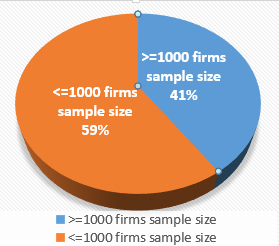 >=1000 firms
sample size
41%
<=1000 firms
sample size
59%
>=1000 firms sample size
<=1000 firms sample size